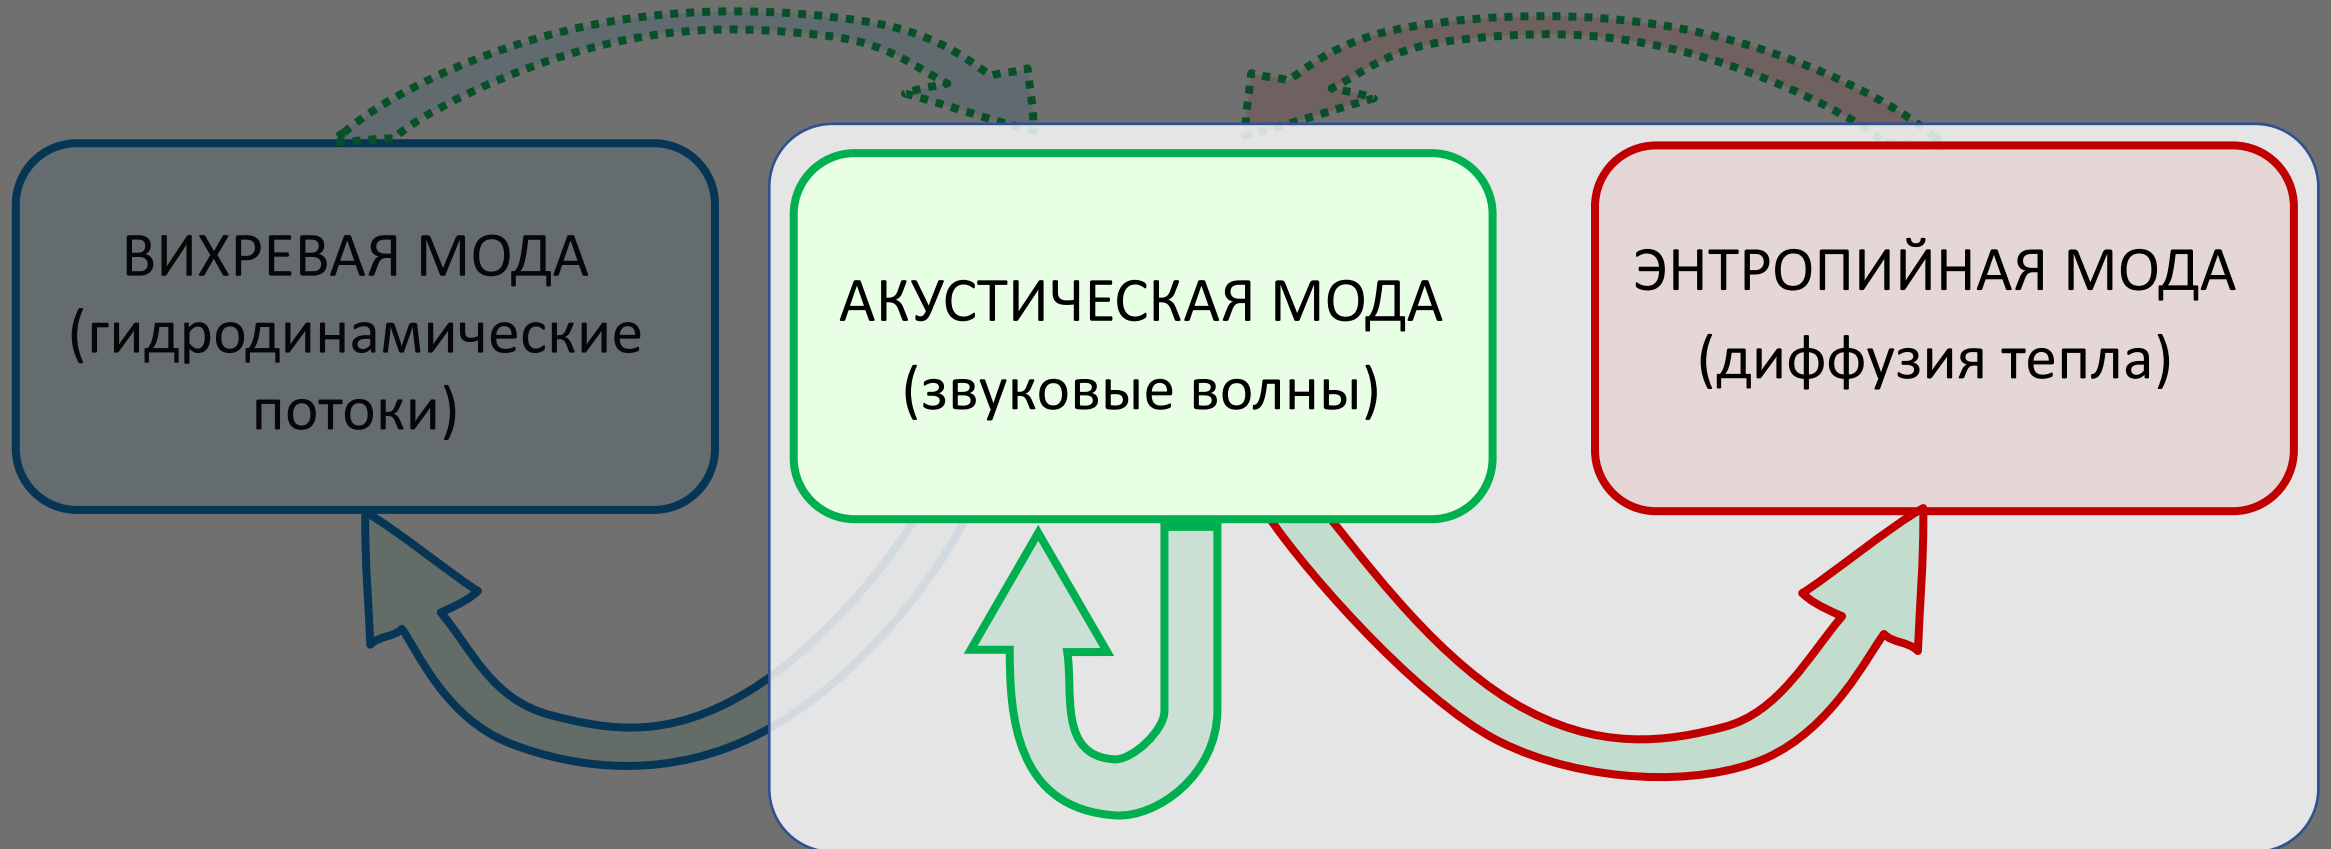 ВИХРЕВАЯ МОДА
(гидродинамические
потоки)
АКУСТИЧЕСКАЯ МОДА
(звуковые волны)
ЭНТРОПИЙНАЯ МОДА
(диффузия тепла)